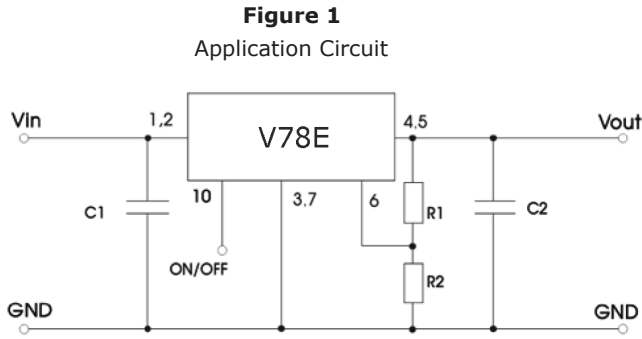 Figure 1
Application Circuit
Vin
1,2
V78E
4,5
Vout
10
3,7
6
C1
R1
C2
ON/OFF
R2
GND
GND